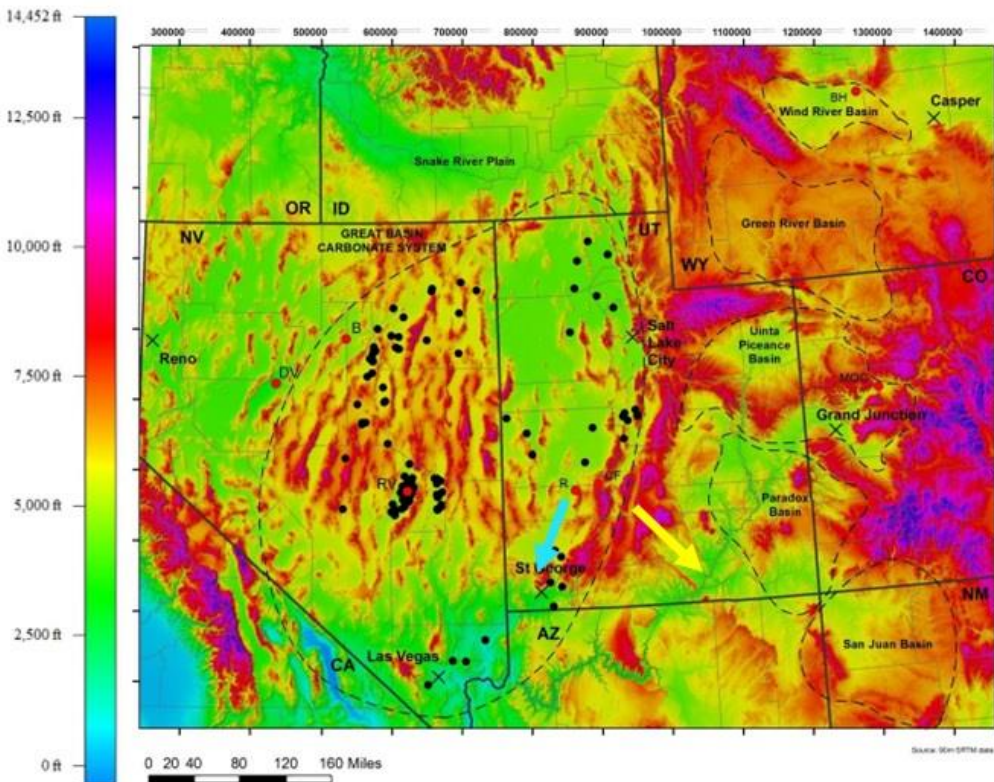 14,452 ft
12,500 ft
10,000 ft
7,500 ft
5,000 ft
2,500 ft
0 ft
300000 400000 500000 600000 700000 800000 900000 1000000 1100000 1200000 1300000 1400000
BH
Wind River Basin
Casper
Snake River Plain
OR ID
Green River Basin
NV
GREAT BASIN
CARBONATE SYSTEM
UT
WY
CO
B
Salt
Lake
City
Uinta
Piceance
Basin
Reno
DV
Grand Junction
RV
R
Paradox
Basin
St George
NM
AZ
San Juan Basin
CA
Las Vegas
Source: 90m SRTM data
0 20 40 80 120 160 Miles